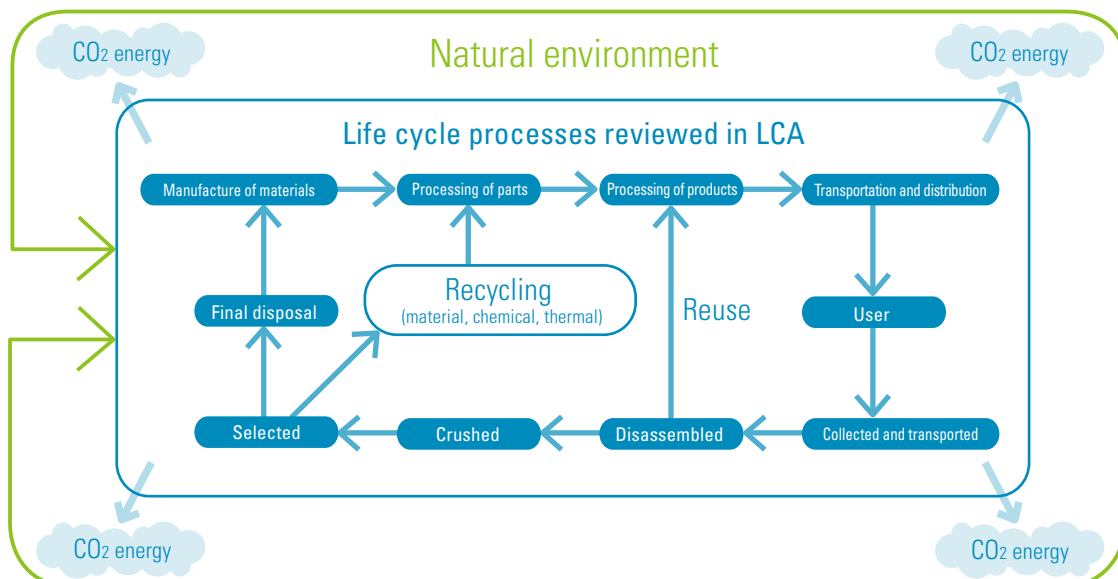 CO2 energy
Natural environment
CO2 energy
Life cycle processes reviewed in LCA
Manufacture of materials
Processing of parts
Processing of products
Transportation and distribution
Recycling
(material, chemical, thermal)
Final disposal
Reuse
User
Selected
Crushed
Disassembled
Collected and transported
CO2 energy
CO2 energy